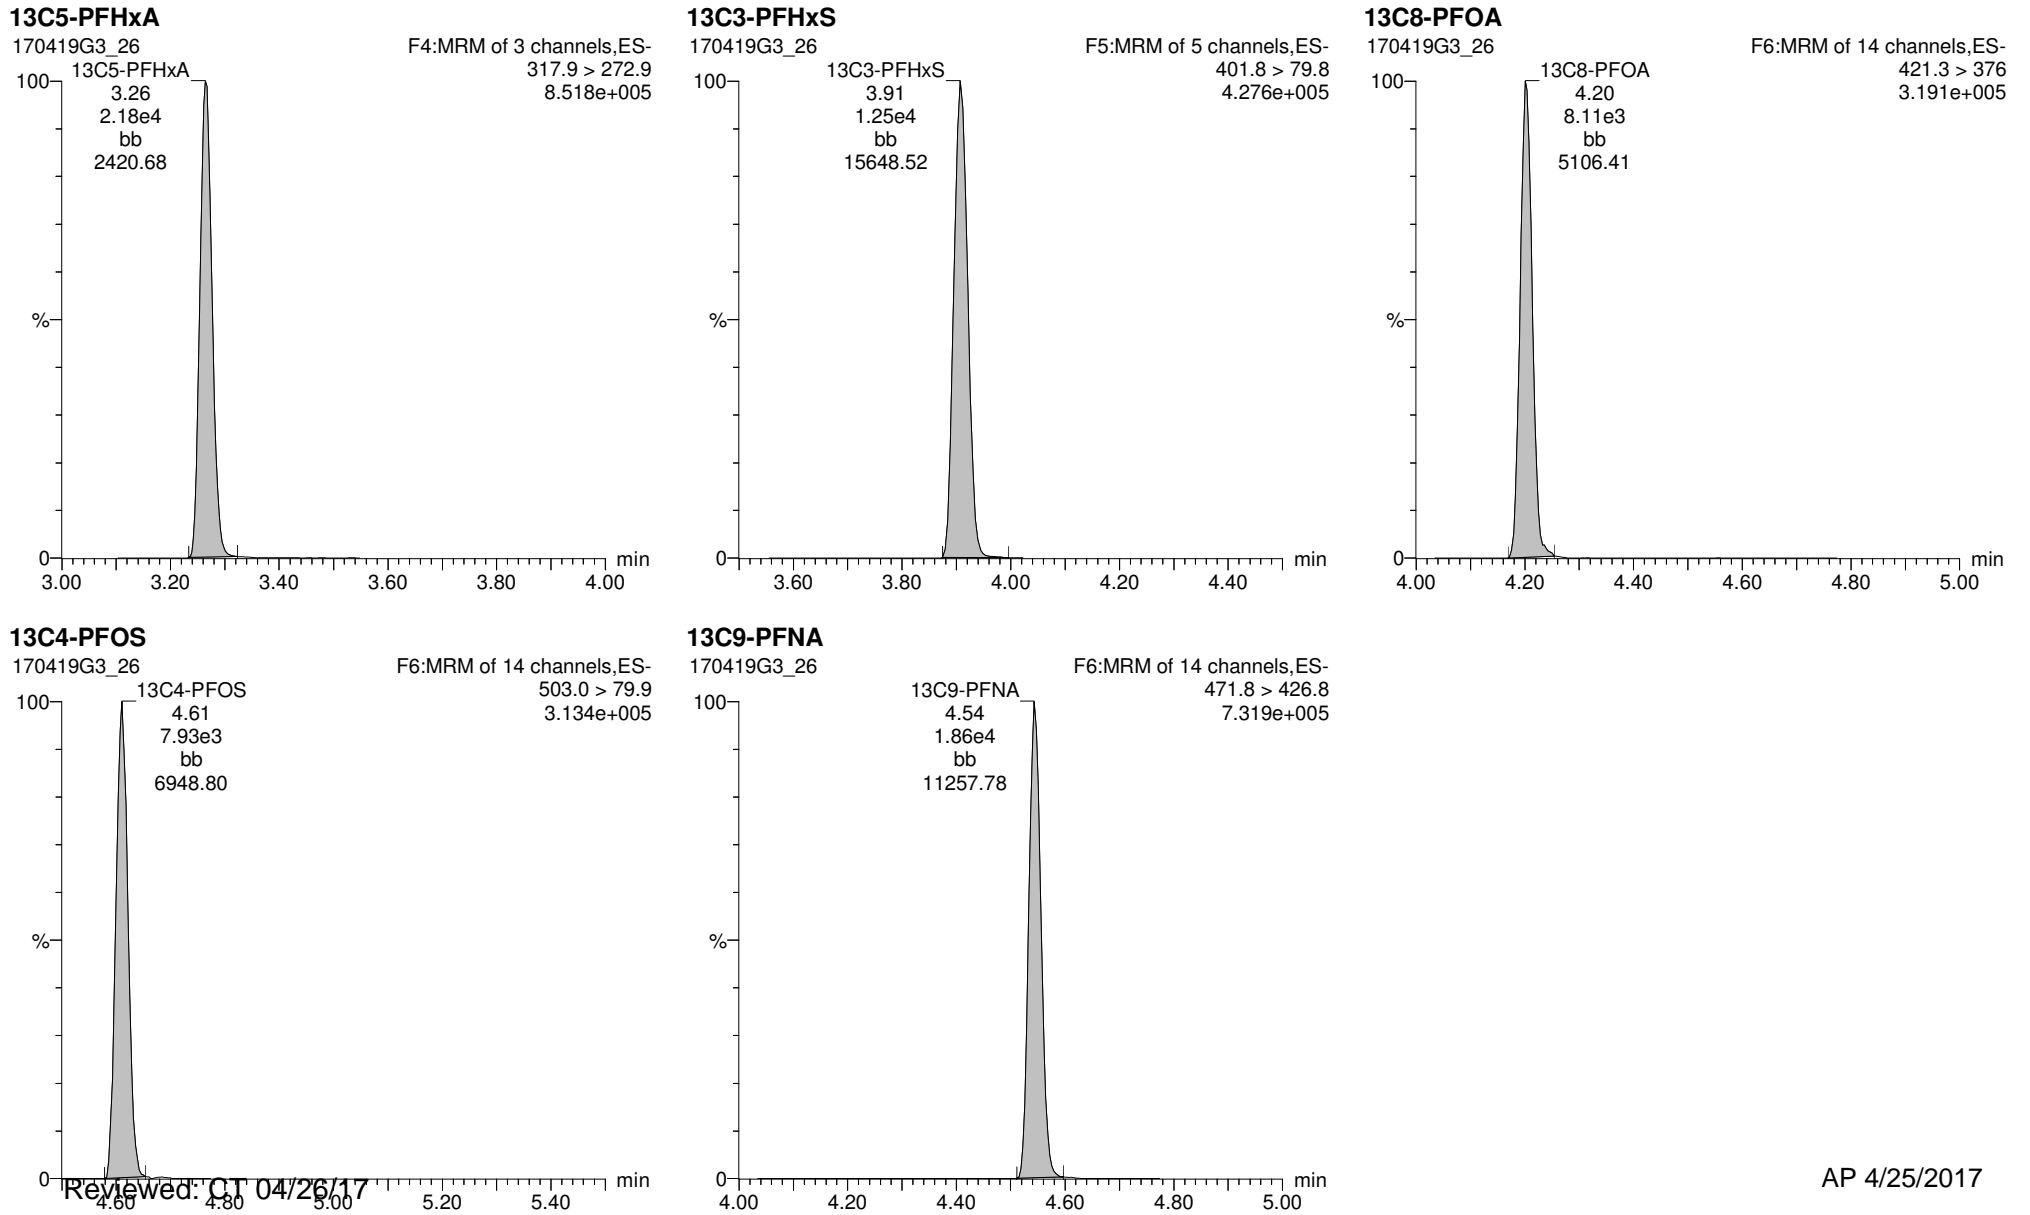 13C5-PFHxA
170419G3_26
F4:MRM of 3 channels,ES-
317.9 > 272.9
8.518e+005
13C5-PFHxA
3.26
2.18e4
bb
2420.68
100
%
0
min
3.00 3.20 3.40 3.60 3.80 4.00
13C3-PFHxS
170419G3_26
F5:MRM of 5 channels,ES-
401.8 > 79.8
4.276e+005
13C3-PFHxS
3.91
1.25e4
bb
15648.52
100
%
0
min
3.60 3.80 4.00 4.20 4.40
13C8-PFOA
170419G3_26
F6:MRM of 14 channels,ES-
421.3 > 376
3.191e+005
13C8-PFOA
4.20
8.11e3
bb
5106.41
100
%
0
min
4.00 4.20 4.40 4.60 4.80 5.00
13C4-PFOS
170419G3_26
F6:MRM of 14 channels,ES-
503.0 > 79.9
3.134e+005
13C4-PFOS
4.61
7.93e3
bb
6948.80
100
%
0
min
4.60 4.80 5.00 5.20 5.40
13C9-PFNA
170419G3_26
F6:MRM of 14 channels,ES-
471.8 > 426.8
7.319e+005
13C9-PFNA
4.54
1.86e4
bb
11257.78
100
%
0
min
4.00 4.20 4.40 4.60 4.80 5.00
Reviewed: CT 04/26/17
AP 4/25/2017